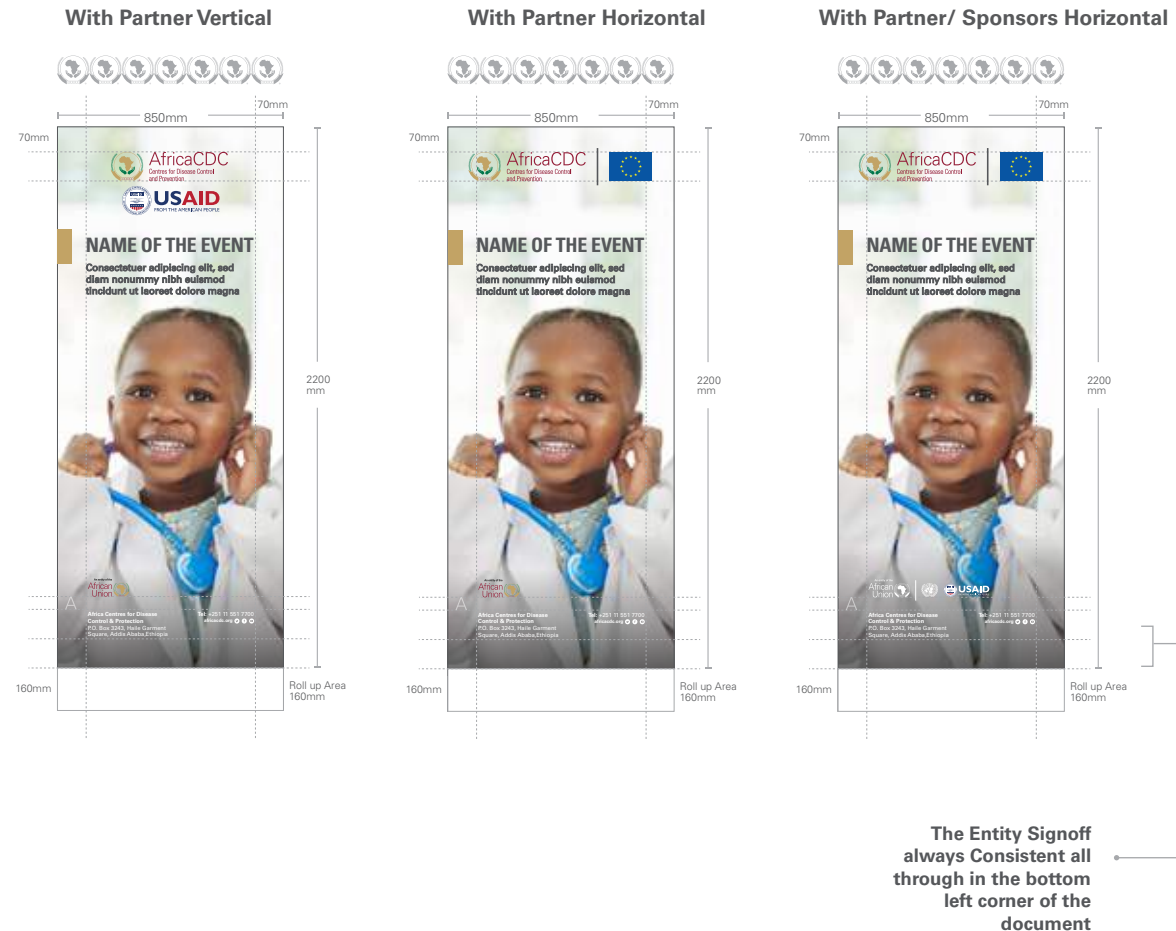 With Partner Vertical
70mm
850mm
70mm
AfricaCDC
Centres for Disease Control
and Prevention
USAID
FROM THE AMERICAN PEOPLE
NAME OF THE EVENT
Consectetuer adipiscing elit, sed
diam nonummy nibh euismod
tincidunt ut laoreet dolore magna
2200
mm
African
Union
A
Africa Centres for Disease
Control & Protection
P.O. Box 3243, Haile Garment
Square, Addis Ababa,Ethiopia
Tel: +251 11 551 7700
africacdc.org
160mm
Roll up Area
160mm
With Partner Horizontal
70mm
850mm
70mm
AfricaCDC
Centres for Disease Control
and Prevention
NAME OF THE EVENT
Consectetuer adipiscing elit, sed
diam nonummy nibh euismod
tincidunt ut laoreet dolore magna
2200
mm
African
Union
A
Africa Centres for Disease
Control & Protection
P.O. Box 3243, Haile Garment
Square, Addis Ababa,Ethiopia
Tel: +251 11 551 7700
africacdc.org
160mm
Roll up Area
160mm
With Partner/ Sponsors Horizontal
70mm
850mm
70mm
AfricaCDC
Centres for Disease Control
and Prevention
NAME OF THE EVENT
Consectetuer adipiscing elit, sed
diam nonummy nibh euismod
tincidunt ut laoreet dolore magna
2200
mm
African
Union
USAID
A
Africa Centres for Disease
Control & Protection
P.O. Box 3243, Haile Garment
Square, Addis Ababa,Ethiopia
Tel: +251 11 551 7700
africacdc.org
160mm
Roll up Area
160mm
The Entity Signoff
always Consistent all
through in the bottom
left corner of the
document